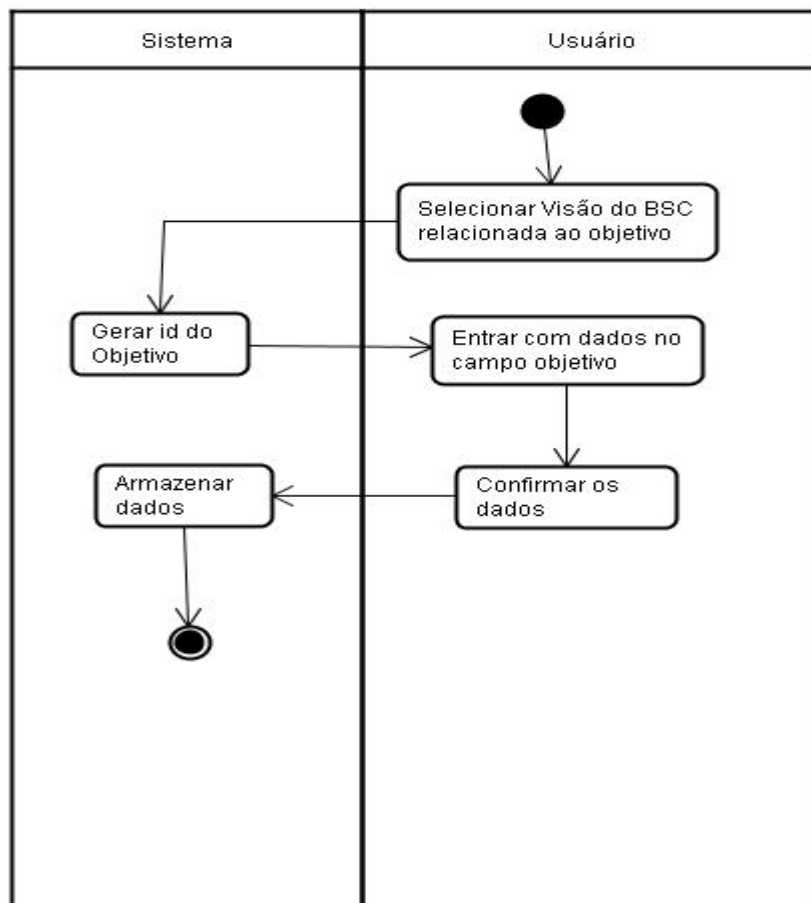 Sistema
Usuário
Selecionar Visão do BSC
relacionada ao objetivo
Gerar id do
Objetivo
Entrar com dados no
campo objetivo
Armazenar
dados
Confirmar os
dados